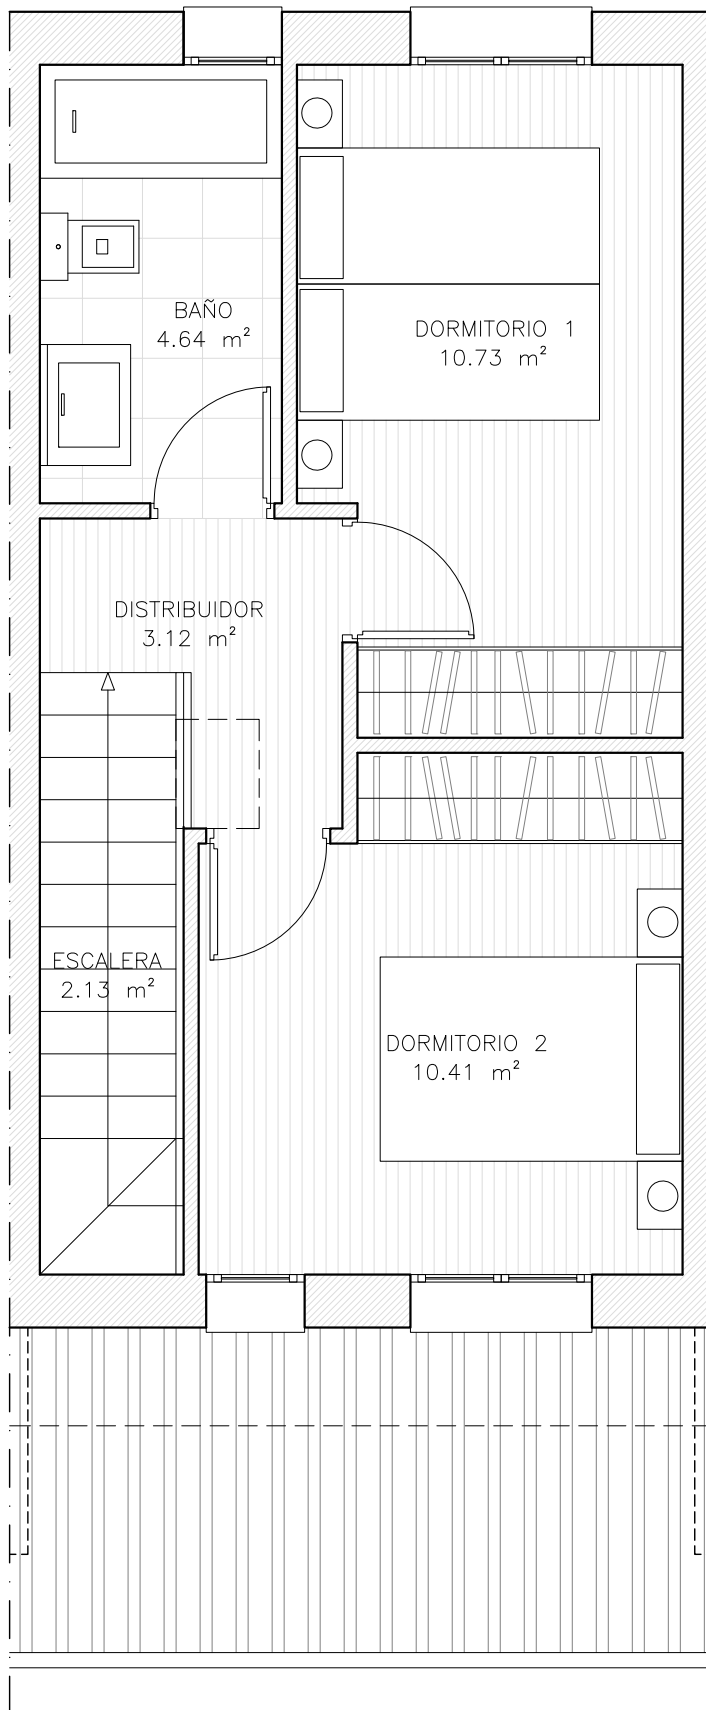 BAÑO
4.64 m²
DORMITORIO 1
10.73 m²
DISTRIBUIDOR
3.12 m²
ESCALERA
2.13 m²
DORMITORIO 2
10.41 m²